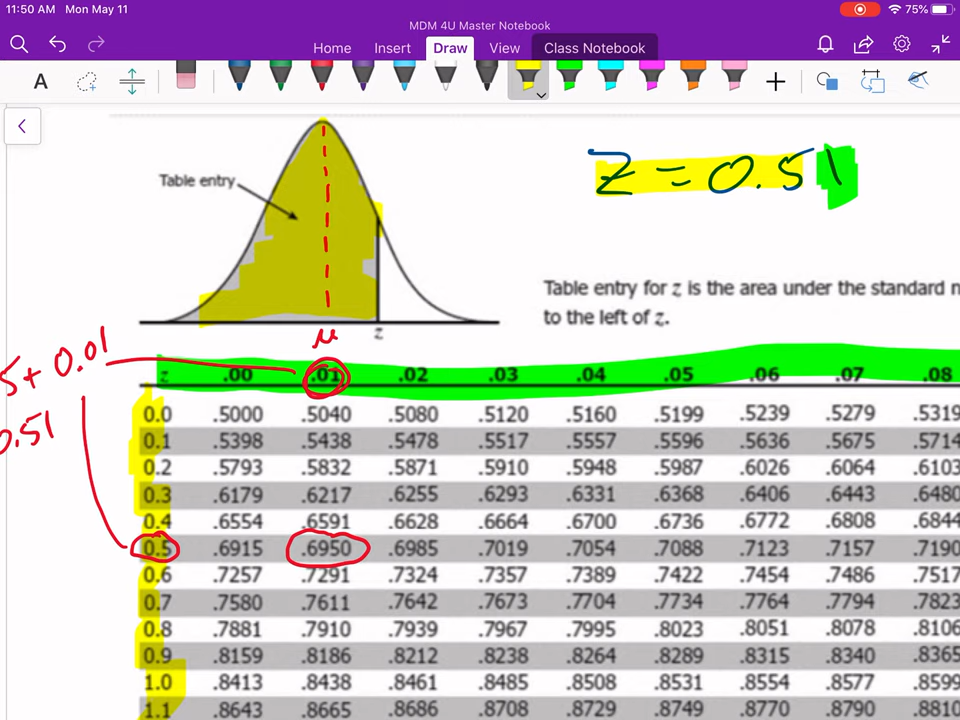 11:50 AM Mon May 11
75%
MDM 4U Master Notebook
Home Insert Draw View Class Notebook
A
Table entry
z = 0.51
Table entry for z is the area under the standard n
to the left of z.
μ
z
5 + 0.01
0.51
z .00 .01 .02 .03 .04 .05 .06 .07 .08
0.0 .5000 .5040 .5080 .5120 .5160 .5199 .5239 .5279 .5319
0.1 .5398 .5438 .5478 .5517 .5557 .5596 .5636 .5675 .5714
0.2 .5793 .5832 .5871 .5910 .5948 .5987 .6026 .6064 .6103
0.3 .6179 .6217 .6255 .6293 .6331 .6368 .6406 .6443 .6480
0.4 .6554 .6591 .6628 .6664 .6700 .6736 .6772 .6808 .6844
0.5 .6915 .6950 .6985 .7019 .7054 .7088 .7123 .7157 .7190
0.6 .7257 .7291 .7324 .7357 .7389 .7422 .7454 .7486 .7517
0.7 .7580 .7611 .7642 .7673 .7704 .7734 .7764 .7794 .7823
0.8 .7881 .7910 .7939 .7967 .7995 .8023 .8051 .8078 .8106
0.9 .8159 .8186 .8212 .8238 .8264 .8289 .8315 .8340 .8365
1.0 .8413 .8438 .8461 .8485 .8508 .8531 .8554 .8577 .8599
1.1 .8643 .8665 .8686 .8708 .8729 .8749 .8770 .8790 .8810